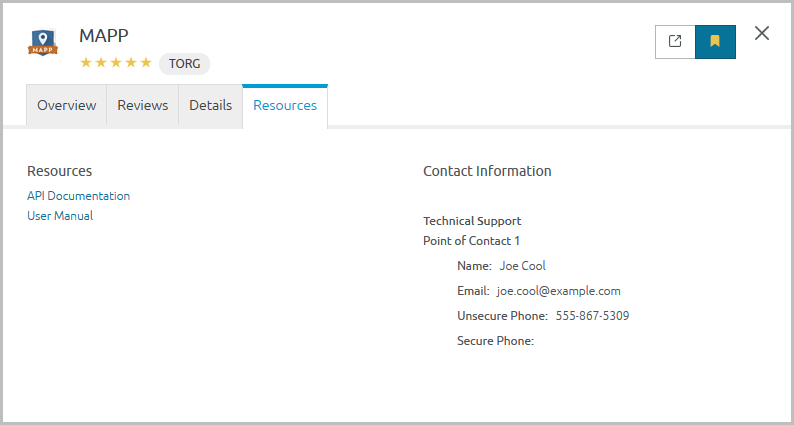 MAPP
MAPP
TORG
Overview
Reviews
Details
Resources
Resources
API Documentation
User Manual
Contact Information
Technical Support
Point of Contact 1
Name: Joe Cool
Email: joe.cool@example.com
Unsecure Phone: 555-867-5309
Secure Phone: